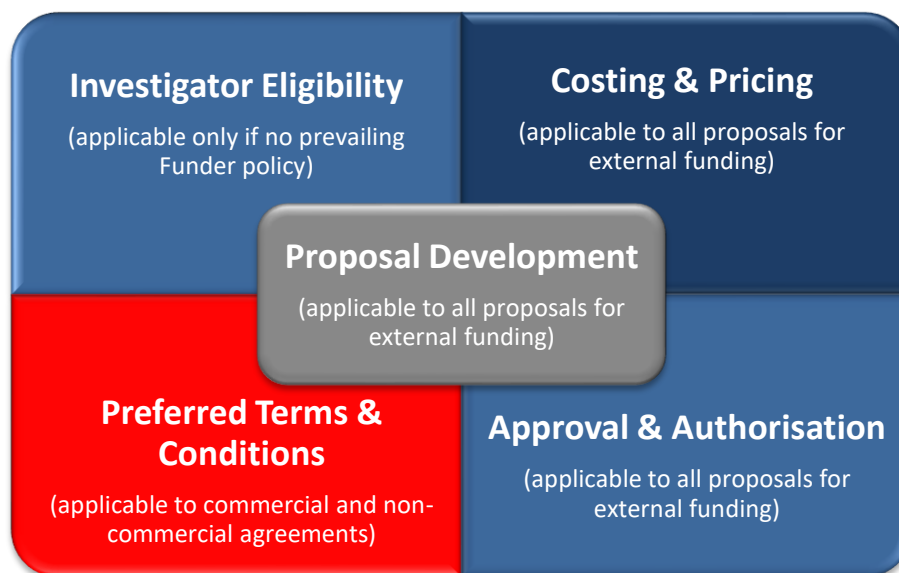 Investigator Eligibility
(applicable only if no prevailing
Funder policy)
Costing & Pricing
(applicable to all proposals for
external funding)
Proposal Development
(applicable to all proposals for
external funding)
Preferred Terms &
Conditions
(applicable to commercial and non-
commercial agreements)
Approval & Authorisation
(applicable to all proposals for
external funding)